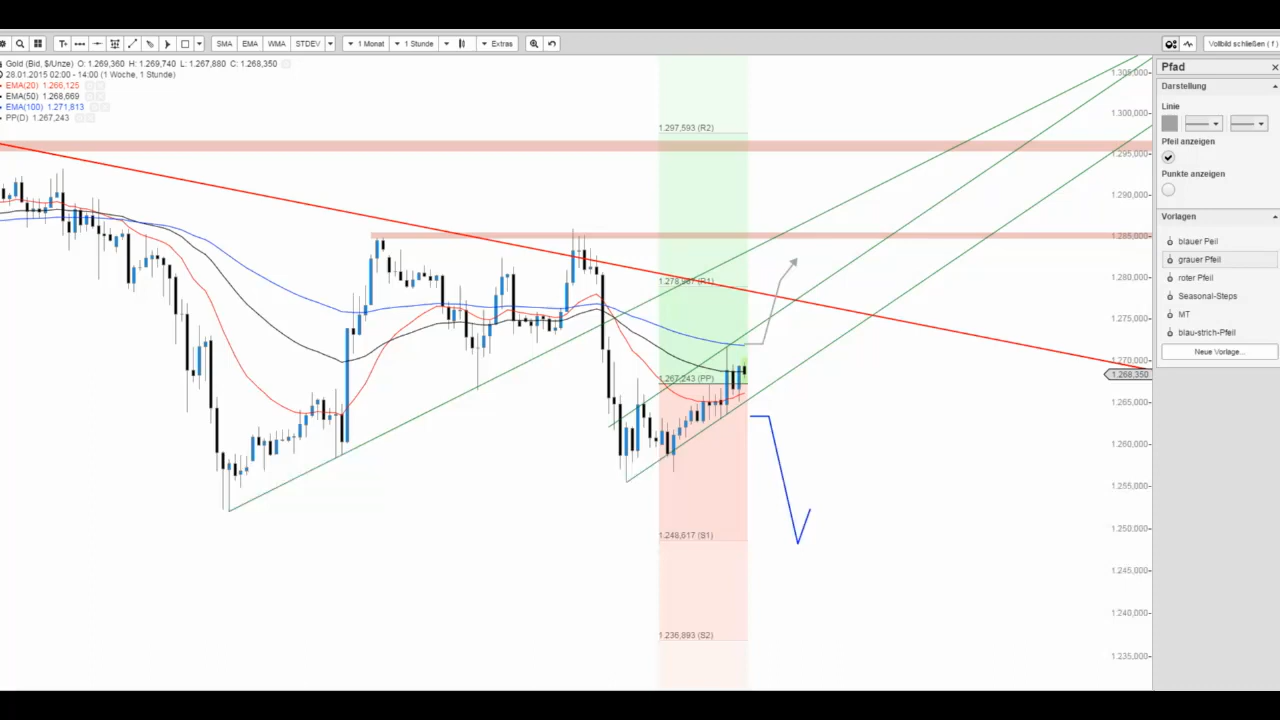 T+ SMA EMA WMA STDEV 1 Monat 1 Stunde Extras Vollbild schließen ( f )
Gold (Bid, $/Unze) O: 1.269,360 H: 1.269,740 L: 1.267,880 C: 1.268,350
28.01.2015 02:00 - 14:00 (1 Woche, 1 Stunde)
EMA(20) 1.266,125
EMA(50) 1.268,669
EMA(100) 1.271,813
PP(D) 1.267,243
1.297,593 (R2)
1.267,243 (PP)
1.248,617 (S1)
1.236,893 (S2)
1.305,000
1.300,000
1.295,000
1.290,000
1.285,000
1.280,000
1.275,000
1.270,000
1.268,350
1.265,000
1.260,000
1.255,000
1.250,000
1.245,000
1.240,000
1.235,000
Pfad
Darstellung
Linie
Pfeil anzeigen
Punkte anzeigen
Vorlagen
blauer Peil
grauer Pfeil
roter Pfeil
Seasonal-Steps
MT
blau-strich-Pfeil
Neue Vorlage...